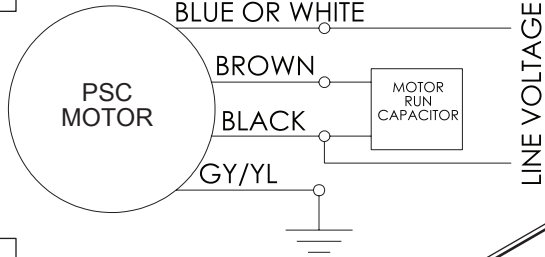 BLUE OR WHITE
BROWN
PSC
MOTOR
MOTOR
RUN
CAPACITOR
BLACK
GY/YL
LINE VOLTAGE